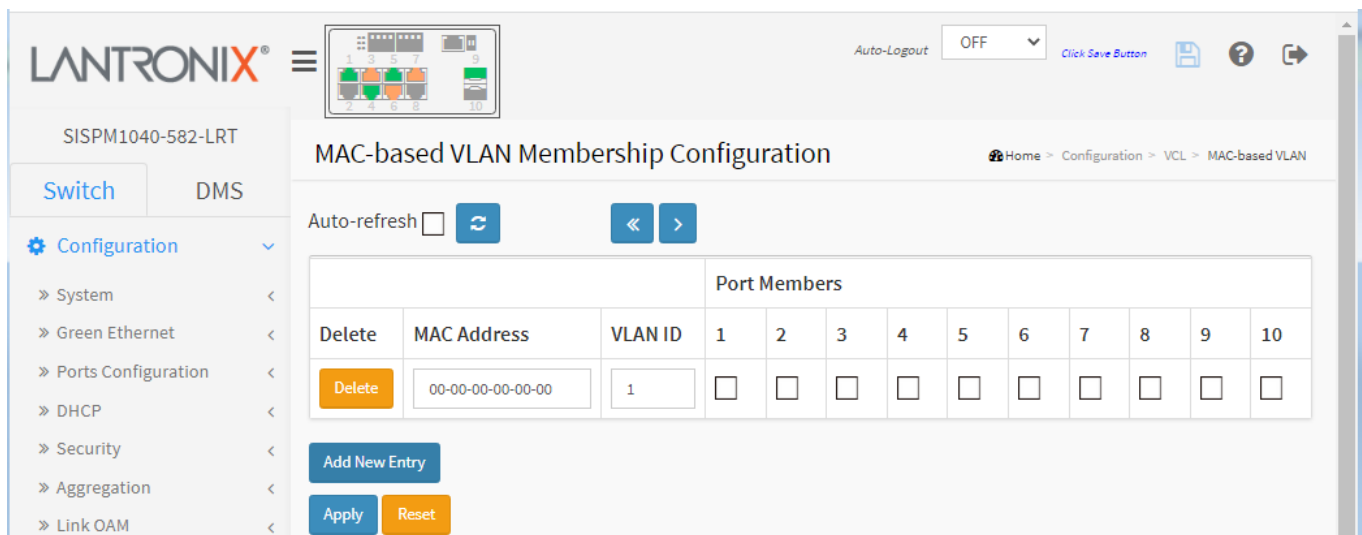 LANTRONIX®
1 3 5 7 9
2 4 6 8 10
Auto-Logout OFF Click Save Button
SISPM1040-582-LRT
Switch DMS
Configuration
» System
» Green Ethernet
» Ports Configuration
» DHCP
» Security
» Aggregation
» Link OAM
MAC-based VLAN Membership Configuration
Home > Configuration > VCL > MAC-based VLAN
Auto-refresh
Port Members
Delete MAC Address VLAN ID 1 2 3 4 5 6 7 8 9 10
Delete 00-00-00-00-00-00 1
Add New Entry
Apply Reset